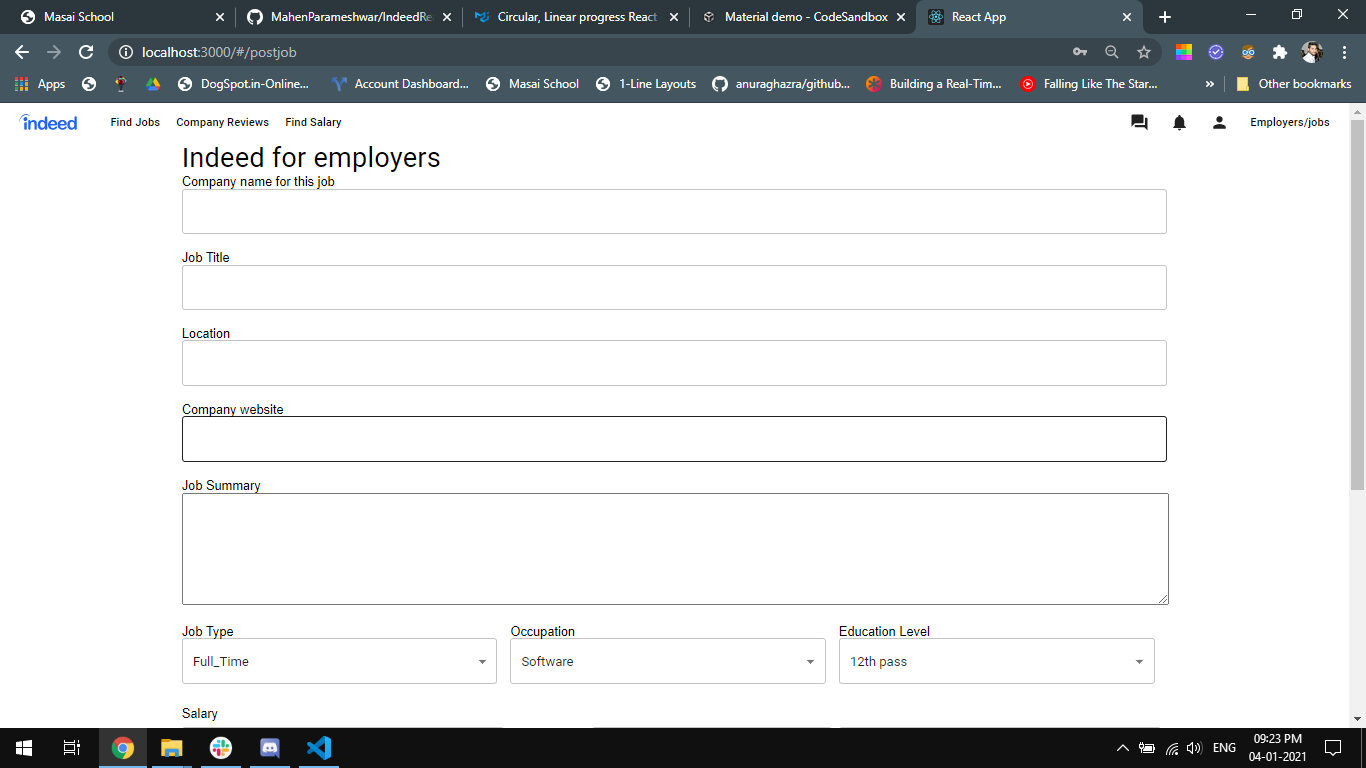 Masai School
MahenParameshwar/IndeedRe
Circular, Linear progress React
Material demo - CodeSandbox
React App
localhost:3000/#/postjob
Apps
DogSpot.in-Online...
Account Dashboard...
Masai School
1-Line Layouts
anuraghazra/github...
Building a Real-Tim...
Falling Like The Star...
»
Other bookmarks
indeed
Find Jobs
Company Reviews
Find Salary
Employers/jobs
Indeed for employers
Company name for this job
Job Title
Location
Company website
Job Summary
Job Type
Occupation
Education Level
Full_Time
Software
12th pass
Salary
ENG
09:23 PM
04-01-2021